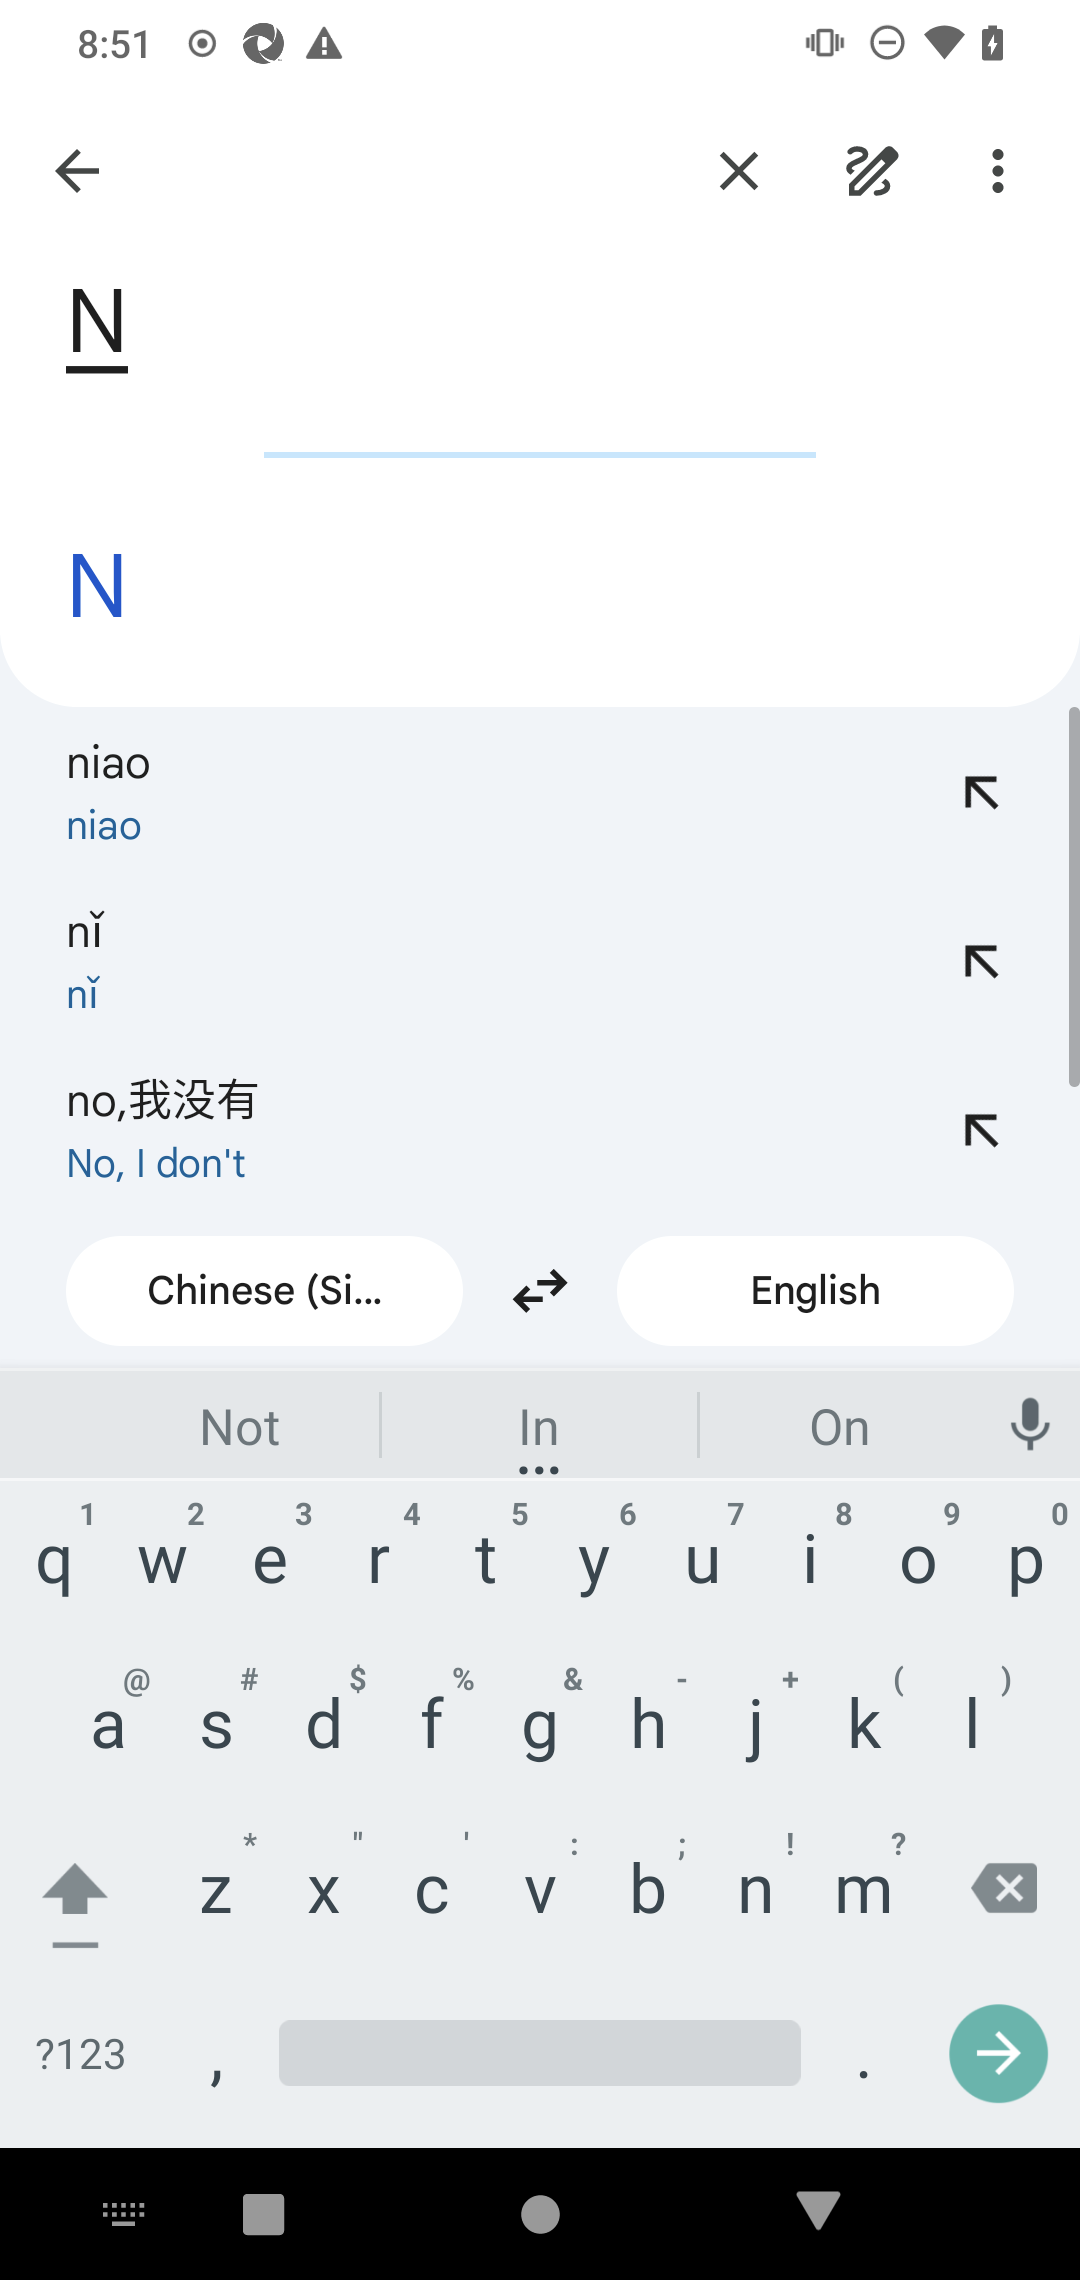 8:51
N
N
niao
niao
nǐ
nǐ
no,我没有
No, I don't
Chinese (Si... English
Not In On
1 2 3 4 5 6 7 8 9 0
q w e r t y u i o p
@ # $ % & - + ( )
a s d f g h j k l
* " ' : ; ! ?
z x c v b n m
?123 , .